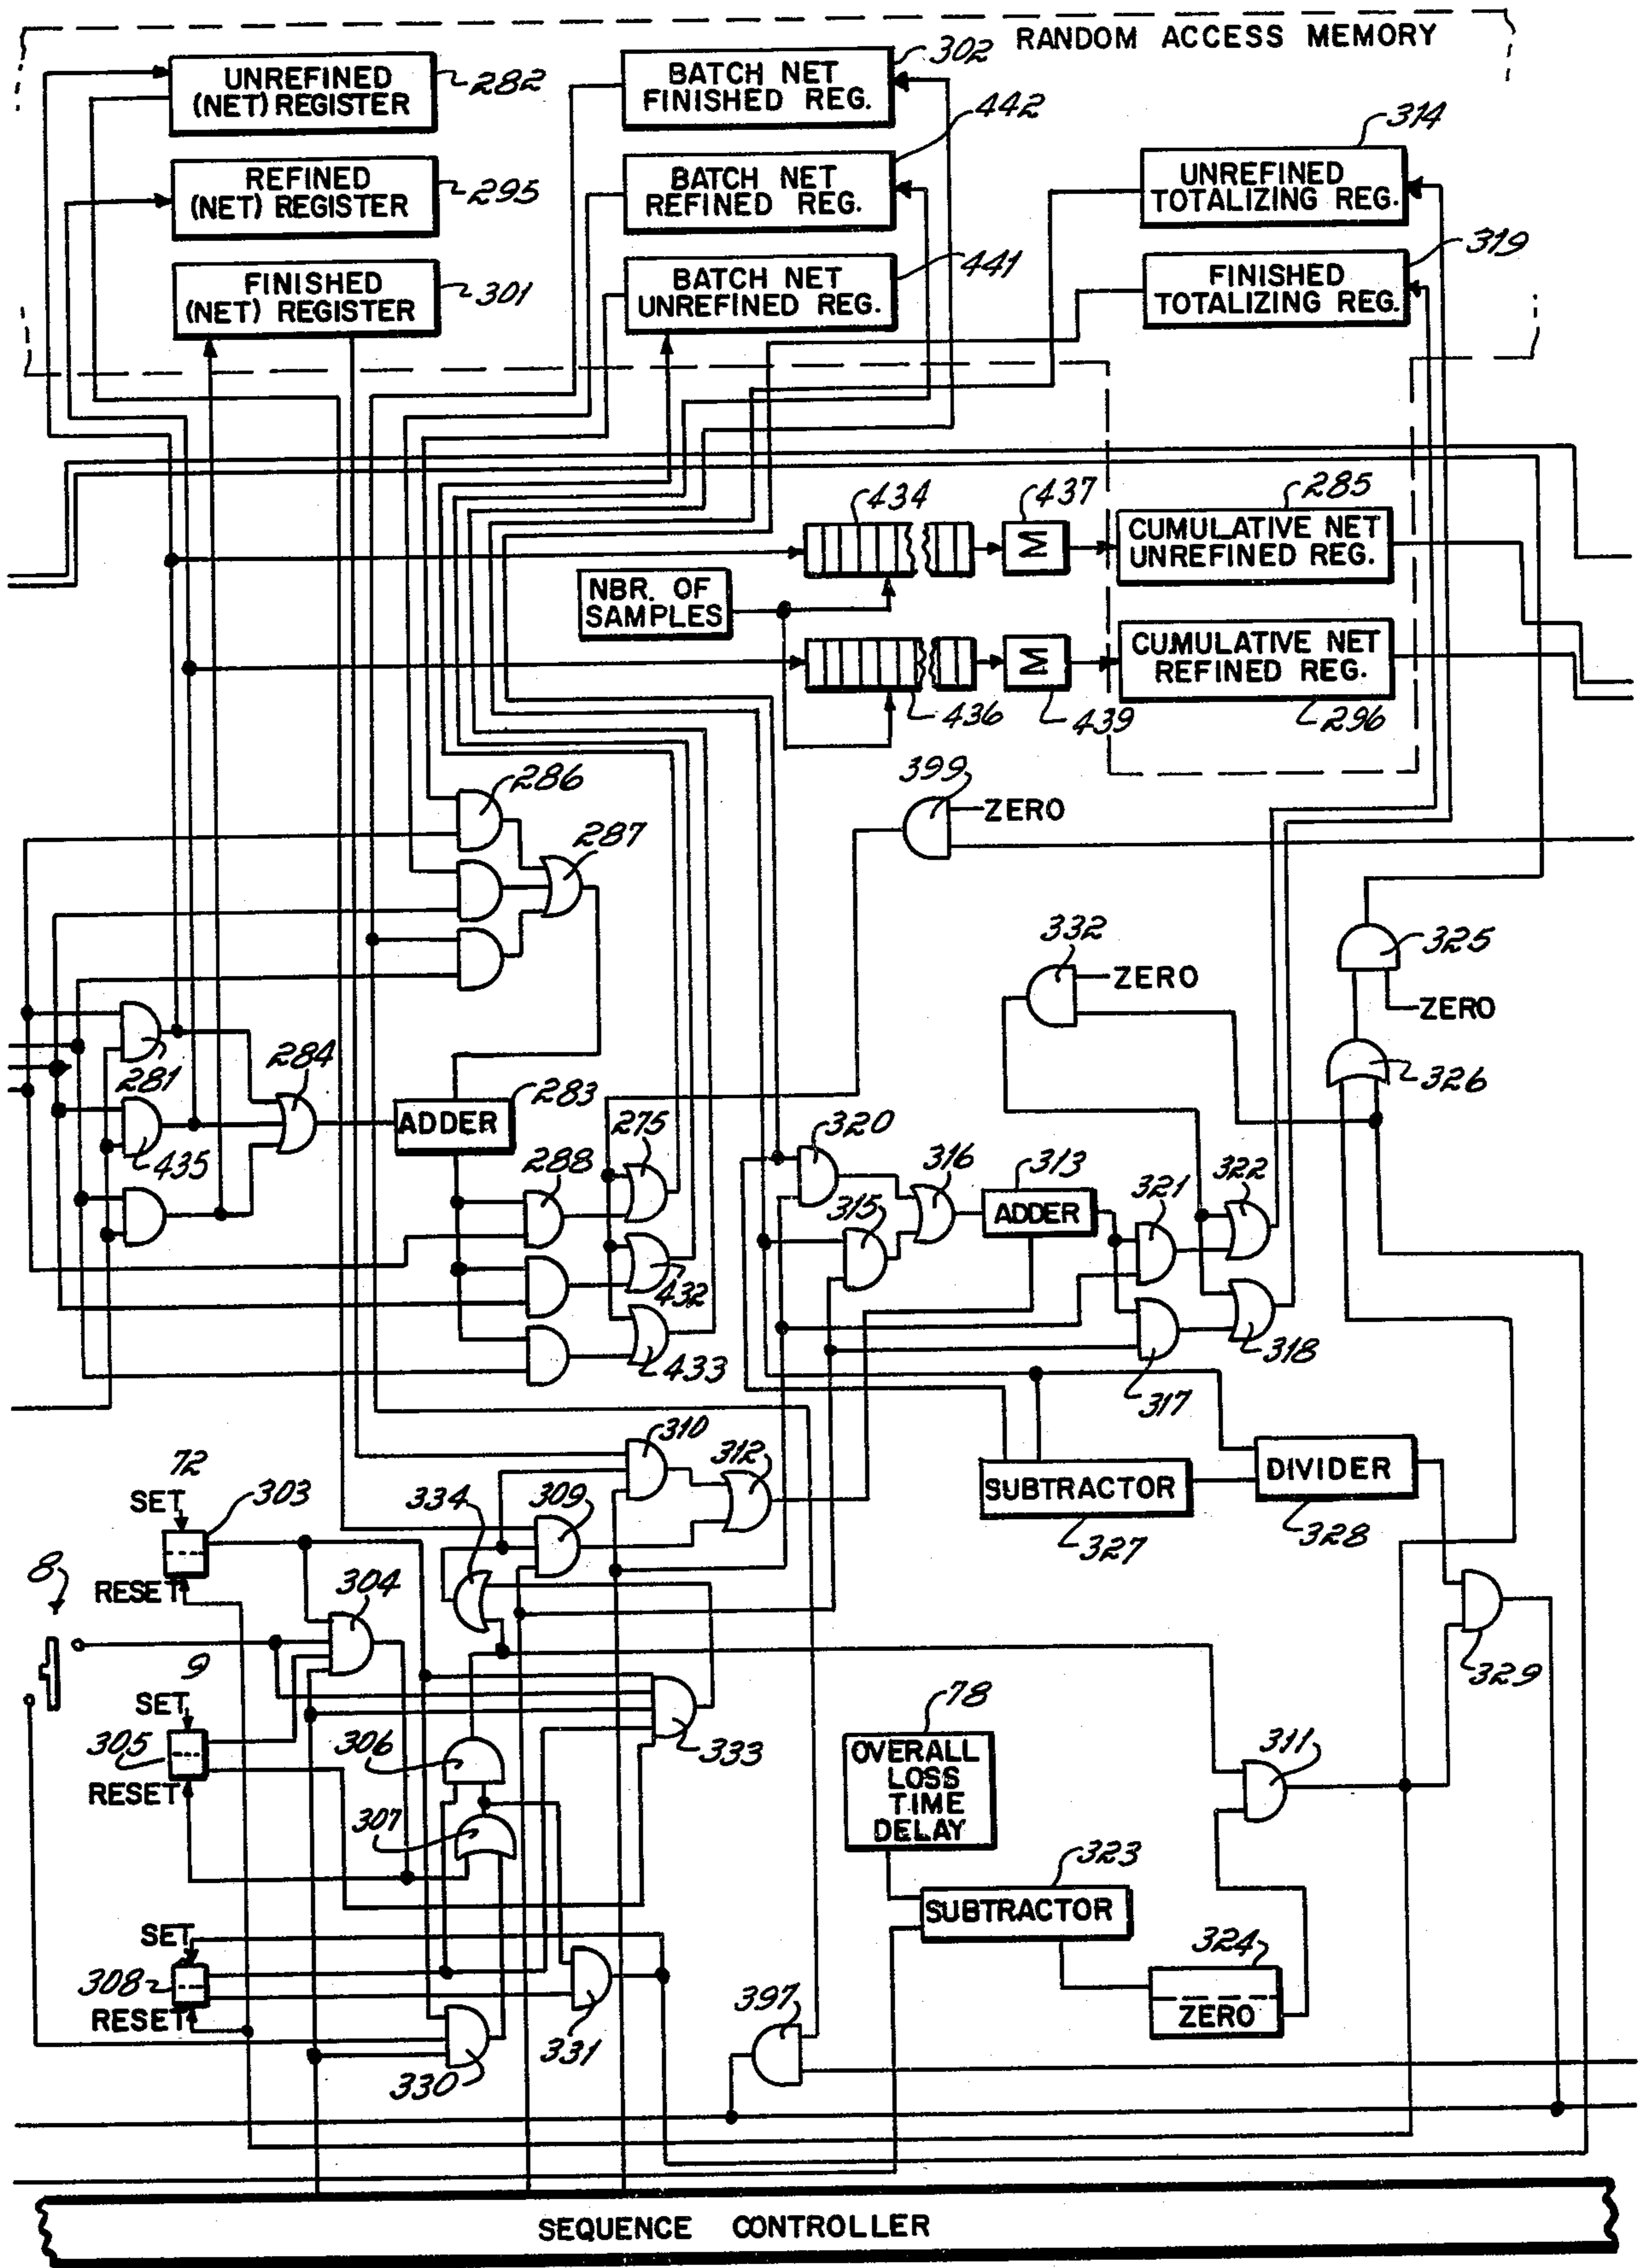 RANDOM ACCESS MEMORY
UNREFINED
(NET) REGISTER
282
BATCH NET
FINISHED REG.
302
442
314
REFINED
(NET) REGISTER
295
BATCH NET
REFINED REG.
UNREFINED
TOTALIZING REG.
FINISHED
(NET) REGISTER
301
BATCH NET
UNREFINED REG.
441
FINISHED
TOTALIZING REG.
319
434
437
285
M
CUMULATIVE NET
UNREFINED REG.
NBR. OF
SAMPLES
M
CUMULATIVE NET
REFINED REG.
436
439
296
286
399
ZERO
287
332
ZERO
325
ZERO
281
284
326
ADDER
283
275
435
288
320
316
313
321
322
315
ADDER
432
433
317
318
310
72
SET
303
334
309
312
SUBTRACTOR
327
DIVIDER
328
8
RESET
304
9
SET
329
305
RESET
306
333
78
OVERALL
LOSS
TIME
DELAY
311
307
323
SUBTRACTOR
SET
308
RESET
324
ZERO
397
330
331
SEQUENCE CONTROLLER